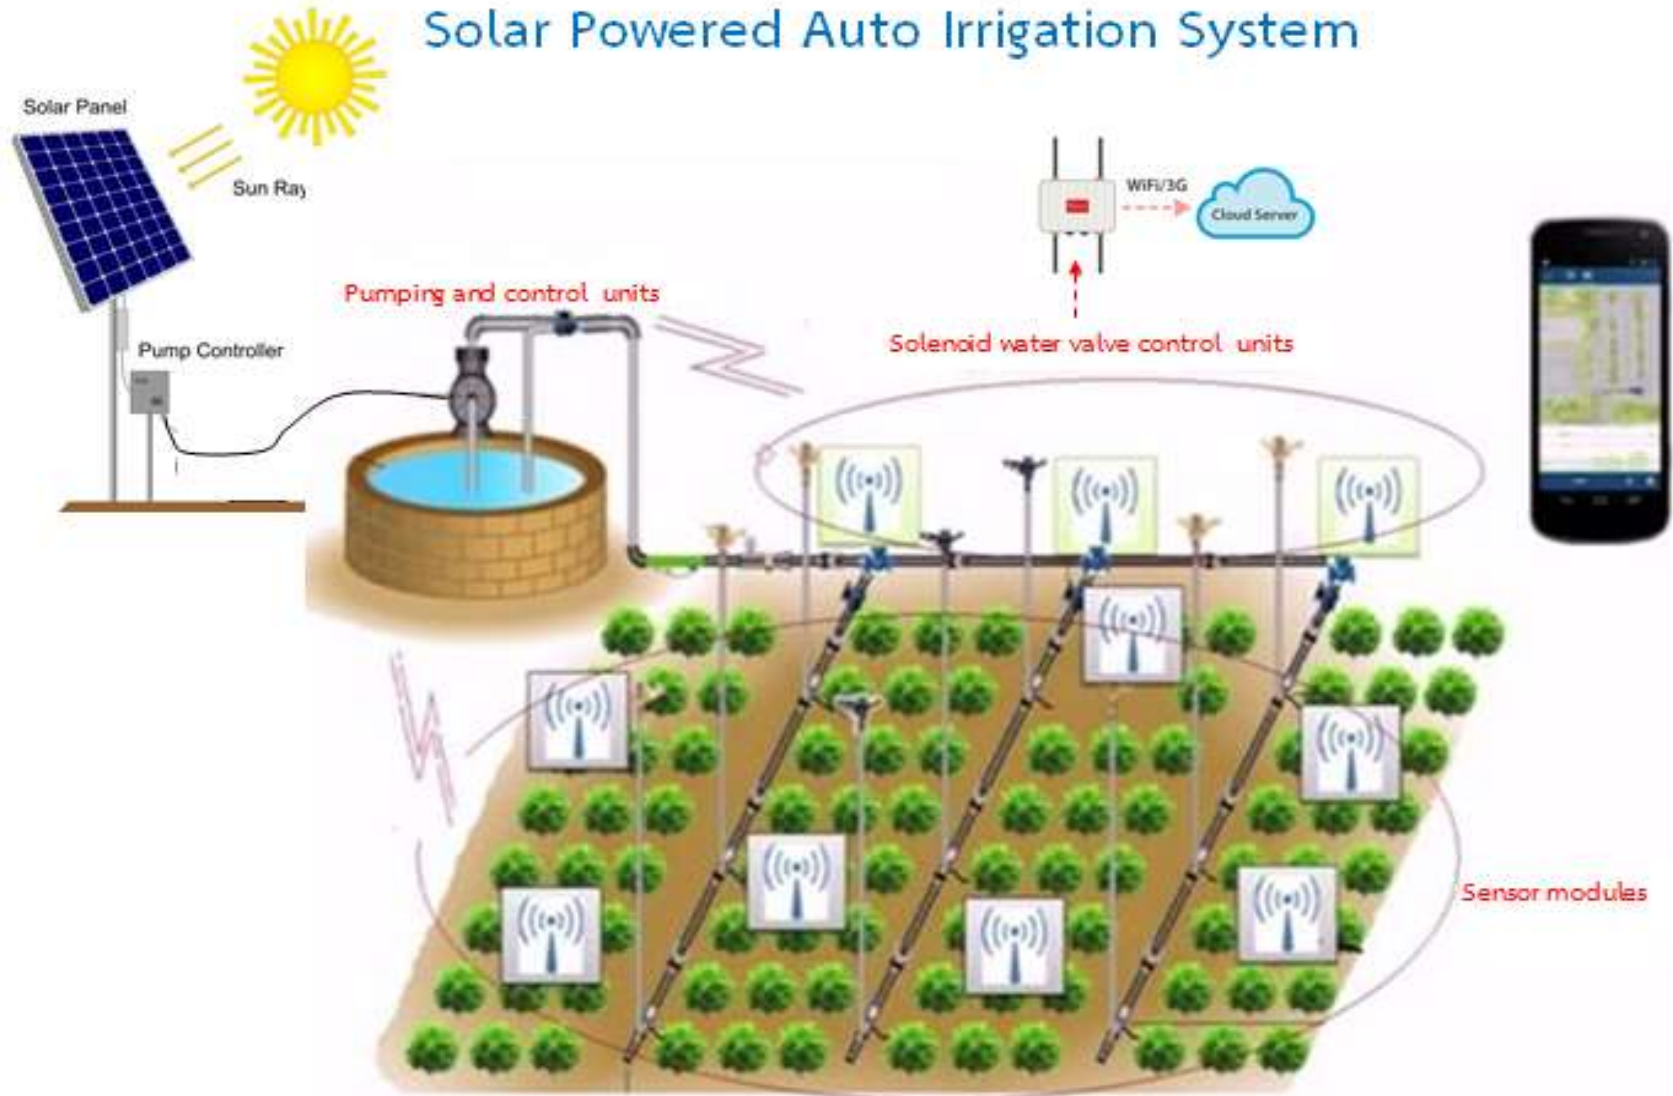 Solar Powered Auto Irrigation System
Solar Panel
Sun Ray
WiFi/3G
Cloud Server
Pumping and control units
Solenoid water valve control units
Pump Controller
Sensor modules